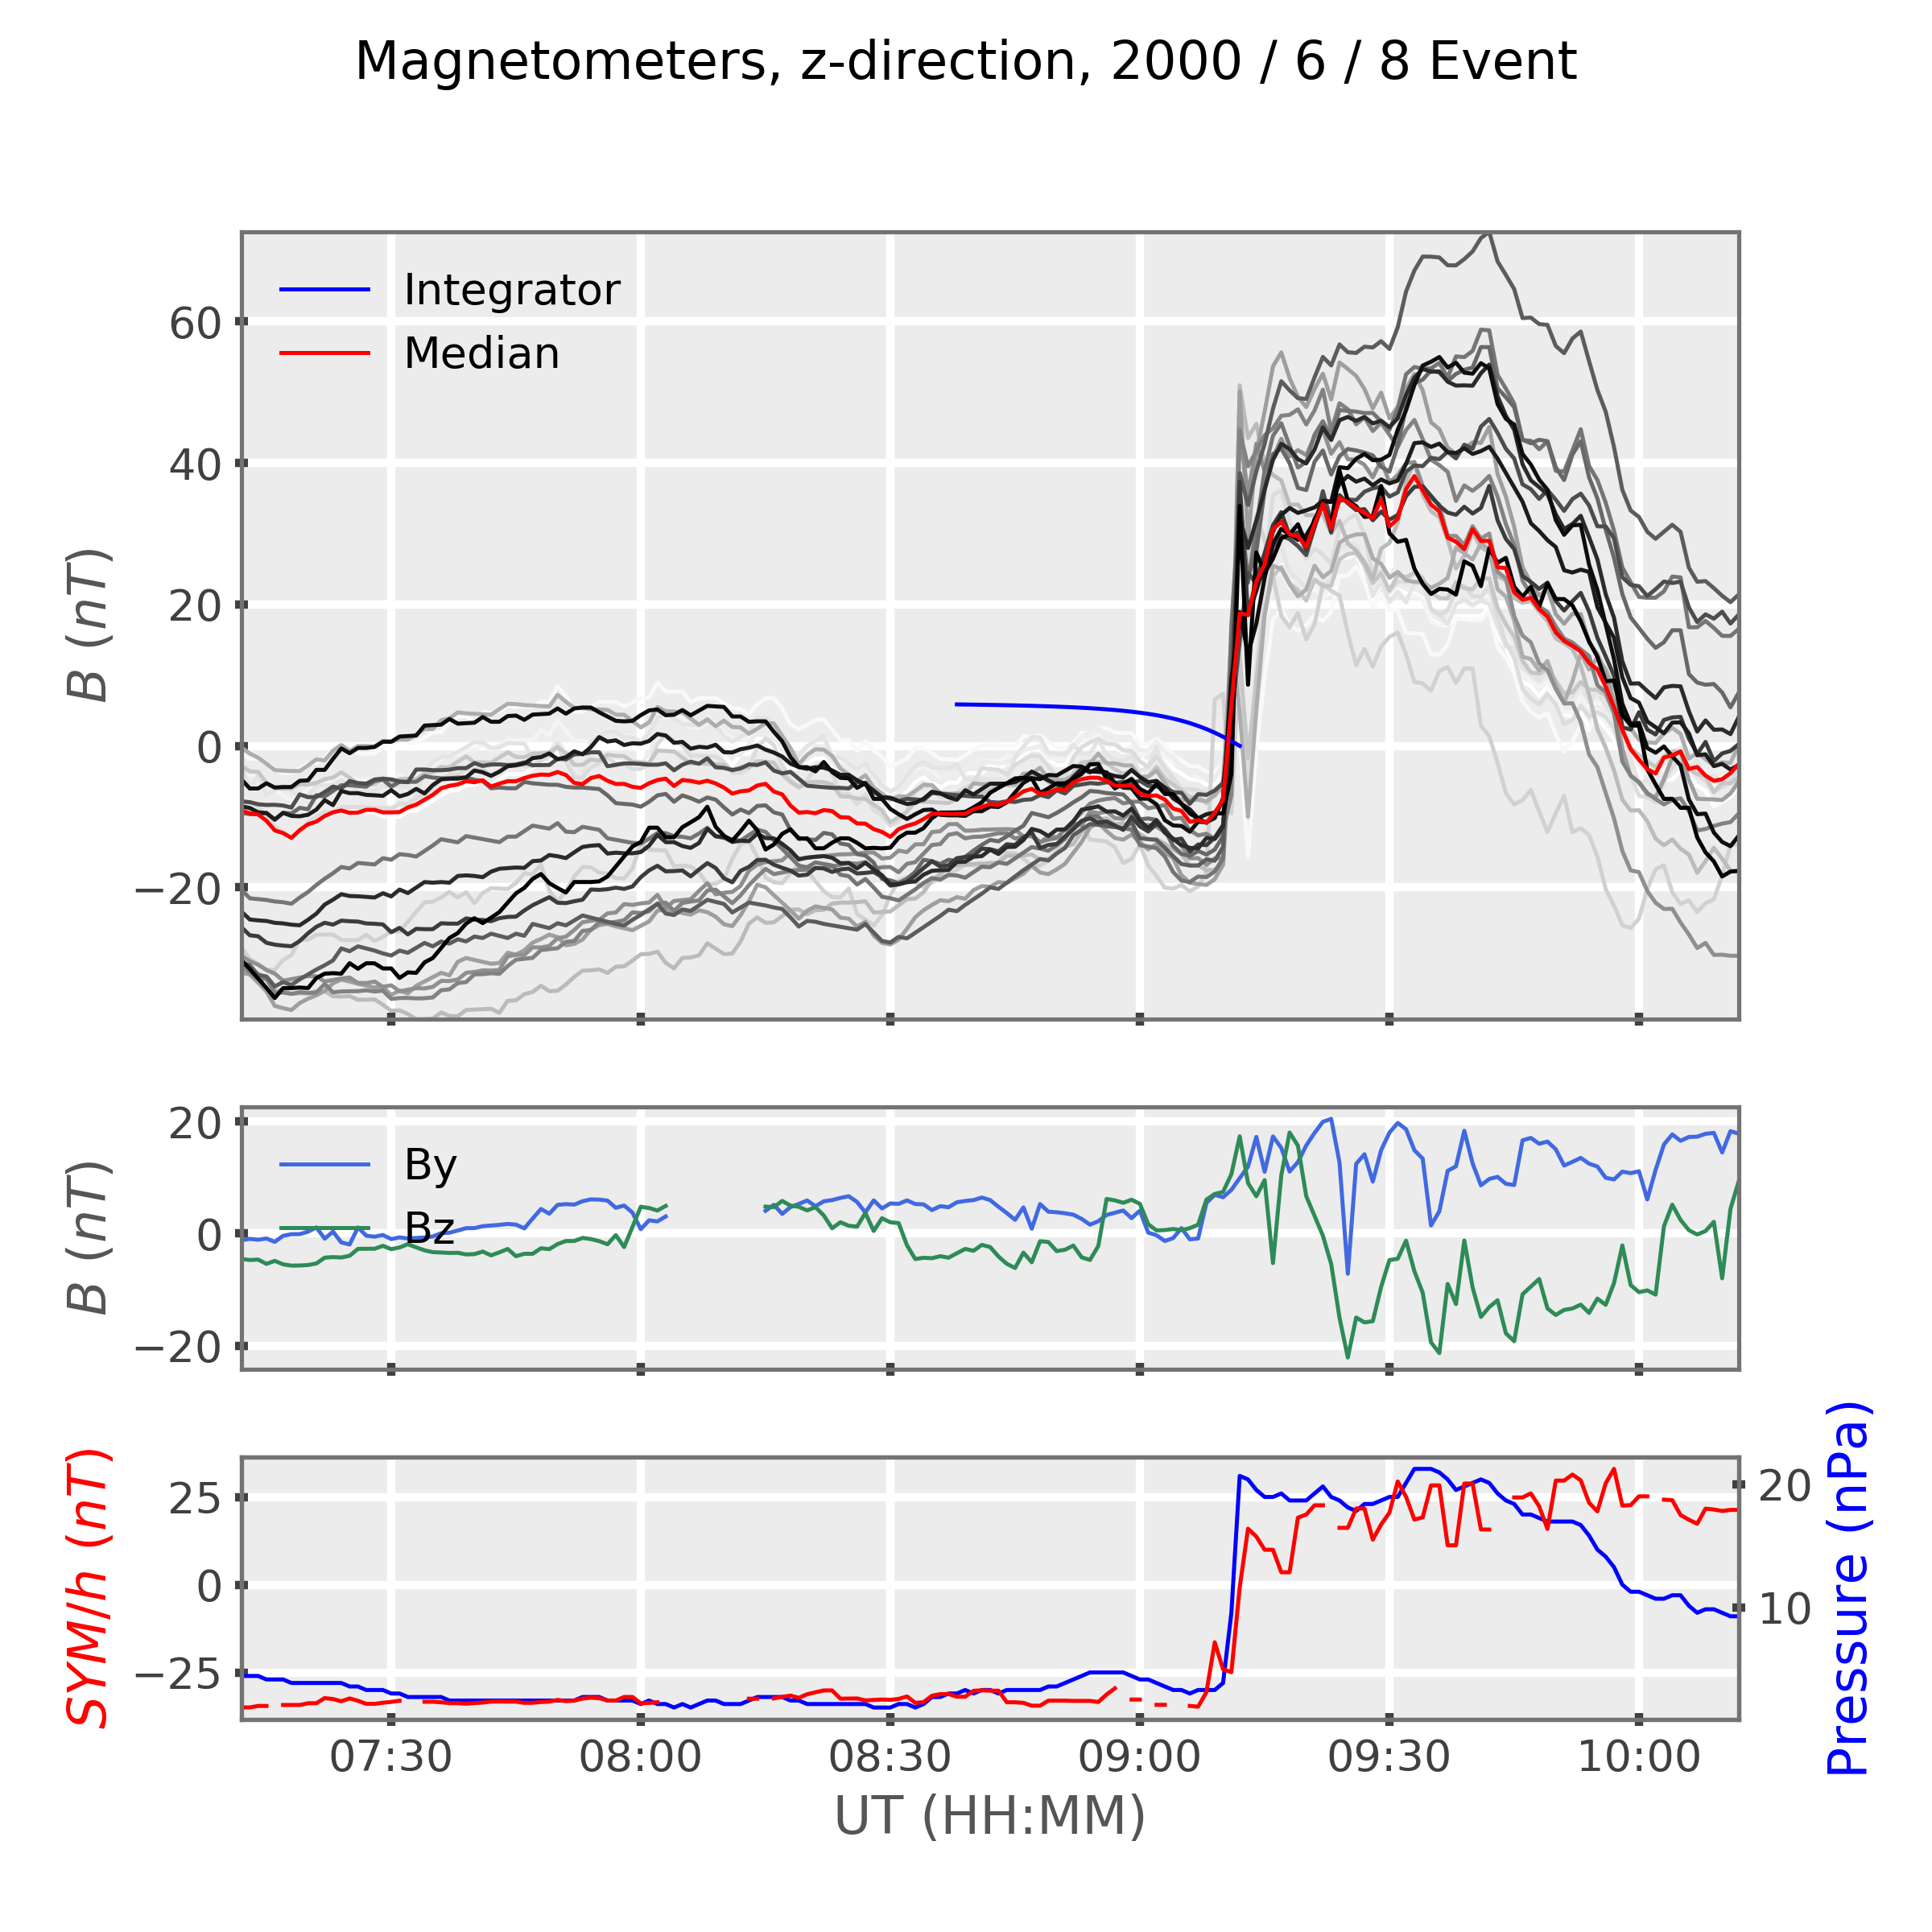 Magnetometers, z-direction, 2000 / 6 / 8 Event
B (nT)
60
40
20
0
−20
Integrator
Median
B (nT)
20
0
−20
By
Bz
SYM/h (nT)
25
0
−25
20
10
Pressure (nPa)
07:30 08:00 08:30 09:00 09:30 10:00
UT (HH:MM)